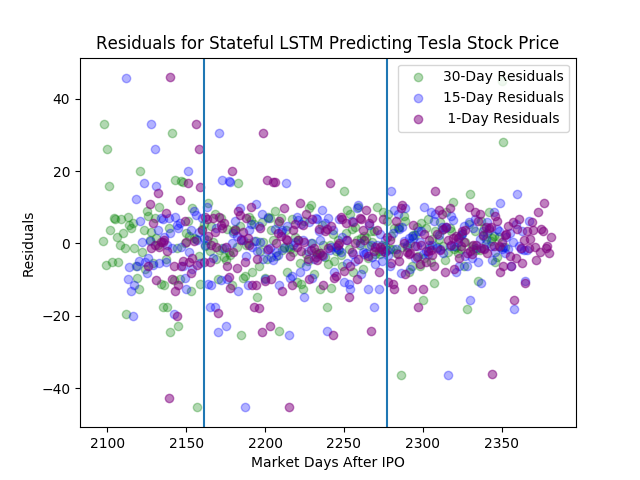 Residuals for Stateful LSTM Predicting Tesla Stock Price
30-Day Residuals
15-Day Residuals
1-Day Residuals
Residuals
40
20
0
−20
−40
2100 2150 2200 2250 2300 2350
Market Days After IPO